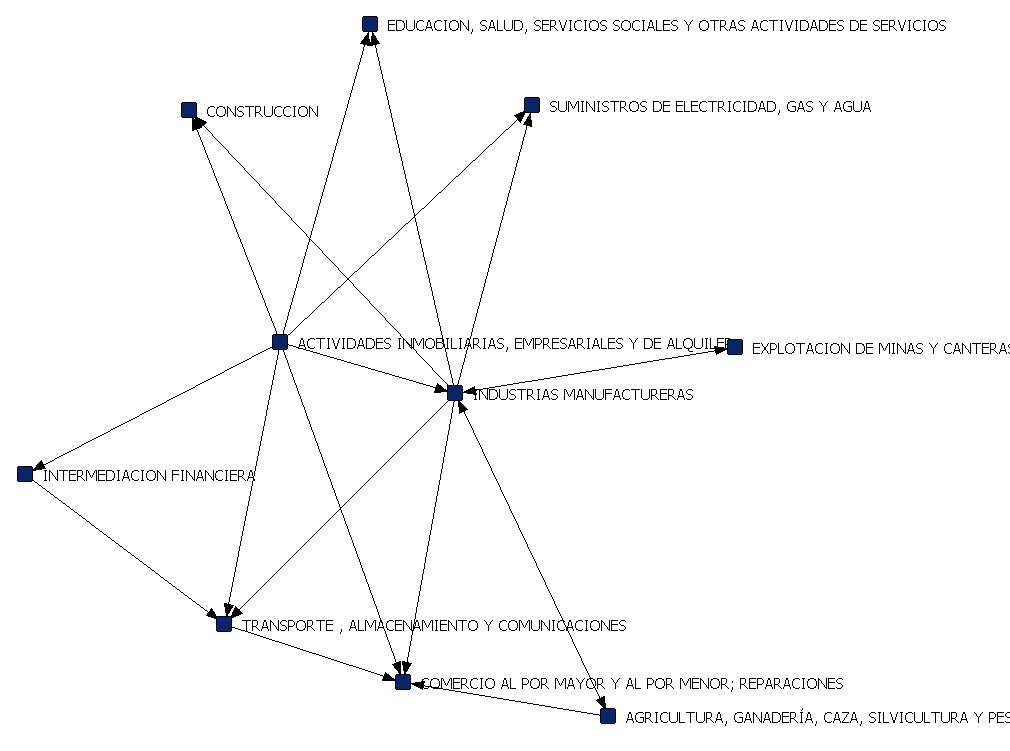 EDUCACION, SALUD, SERVICIOS SOCIALES Y OTRAS ACTIVIDADES DE SERVICIOS
SUMINISTROS DE ELECTRICIDAD, GAS Y AGUA
CONSTRUCCION
ACTIVIDADES INMOBILIARIAS, EMPRESARIALES Y DE ALQUILER
EXPLOTACION DE MINAS Y CANTERAS
INDUSTRIAS MANUFACTURERAS
INTERMEDIACION FINANCIERA
TRANSPORTE , ALMACENAMIENTO Y COMUNICACIONES
COMERCIO AL POR MAYOR Y AL POR MENOR; REPARACIONES
AGRICULTURA, GANADERÍA, CAZA, SILVICULTURA Y PES